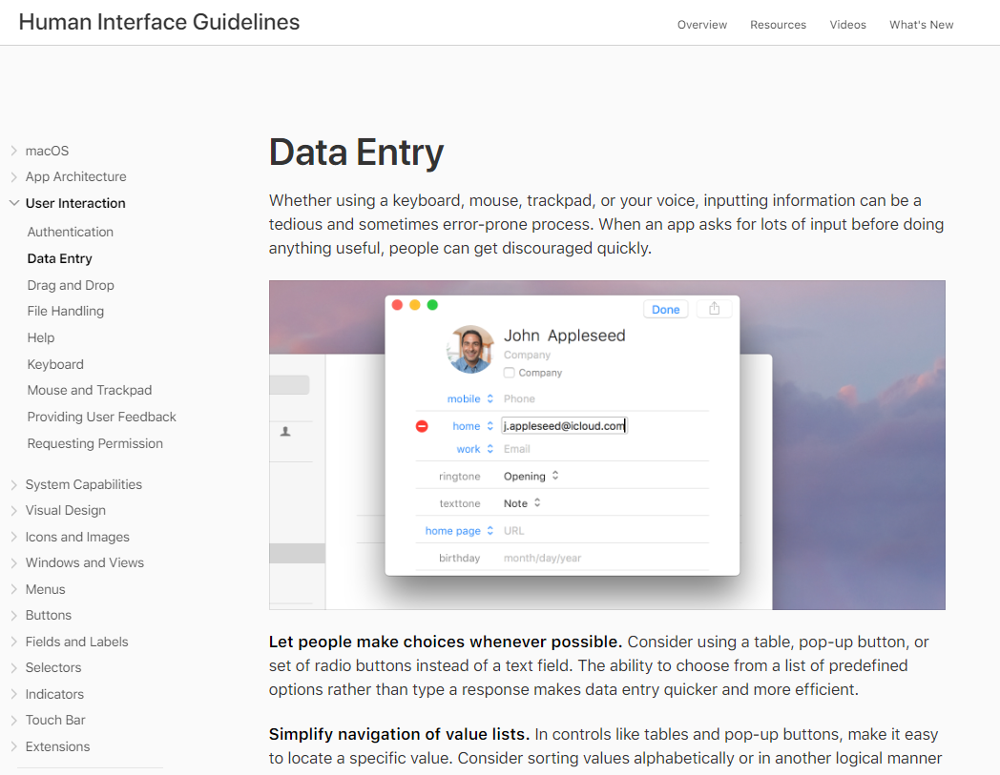 Human Interface Guidelines
Overview
Resources
Videos
What's New
macOS
App Architecture
User Interaction
Authentication
Data Entry
Drag and Drop
File Handling
Help
Keyboard
Mouse and Trackpad
Providing User Feedback
Requesting Permission
System Capabilities
Visual Design
Icons and Images
Windows and Views
Menus
Buttons
Fields and Labels
Selectors
Indicators
Touch Bar
Extensions
Data Entry
Whether using a keyboard, mouse, trackpad, or your voice, inputting information can be a
tedious and sometimes error-prone process. When an app asks for lots of input before doing
anything useful, people can get discouraged quickly.
Done
John Appleseed
Company
Company
mobile Phone
home j.appleseed@icloud.com
work Email
ringtone Opening
texttone Note
home page URL
birthday month/day/year
Let people make choices whenever possible. Consider using a table, pop-up button, or
set of radio buttons instead of a text field. The ability to choose from a list of predefined
options rather than type a response makes data entry quicker and more efficient.
Simplify navigation of value lists. In controls like tables and pop-up buttons, make it easy
to locate a specific value. Consider sorting values alphabetically or in another logical manner